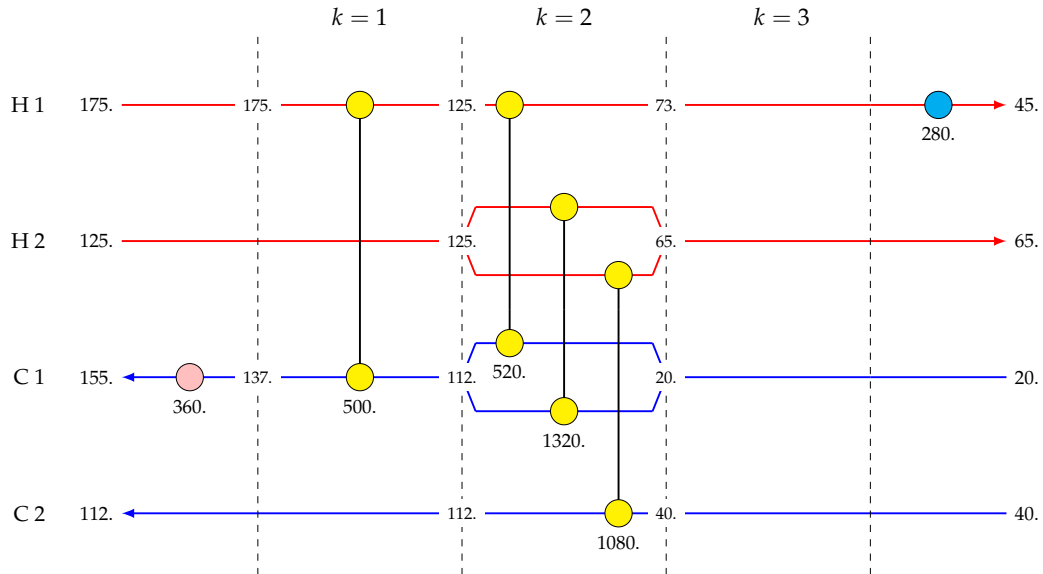 k = 1 k = 2 k = 3
H 1 175. 175. 125. 73. 45.
280.
H 2 125. 125. 65. 65.
C 1 155. 137. 112. 20. 20.
520.
360. 500.
1320.
C 2 112. 112. 40. 40.
1080.